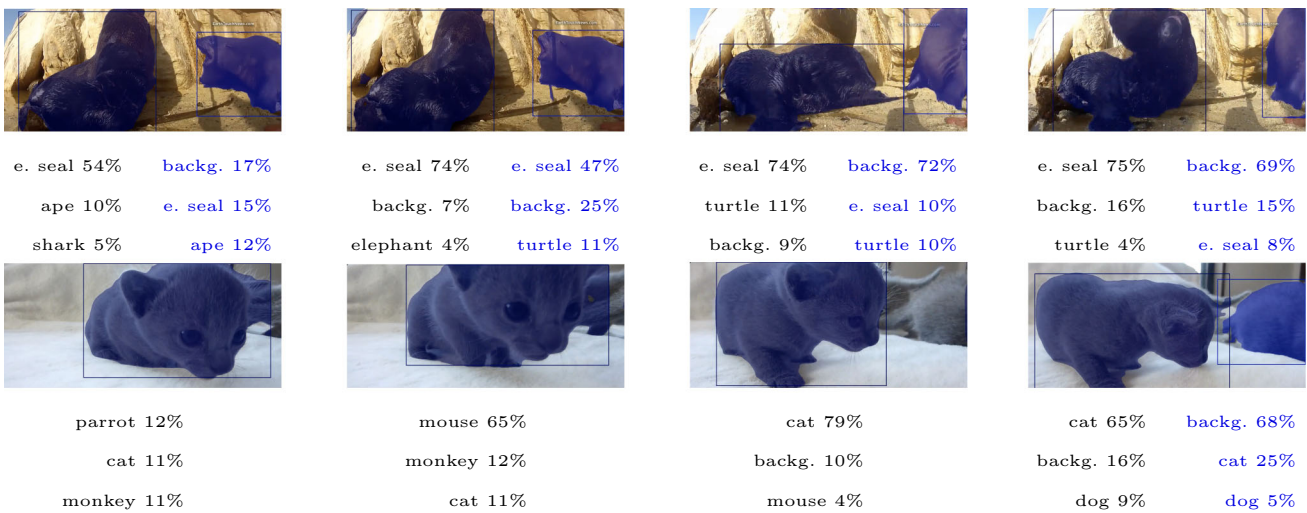 e. seal 54% backg. 17% e. seal 74% e. seal 47% e. seal 74% backg. 72% e. seal 75% backg. 69%
ape 10% e. seal 15% backg. 7% backg. 25% turtle 11% e. seal 10% backg. 16% turtle 15%
shark 5% ape 12% elephant 4% turtle 11% backg. 9% turtle 10% turtle 4% e. seal 8%
parrot 12% mouse 65% cat 79% cat 65% backg. 68%
cat 11% monkey 12% backg. 10% backg. 16% cat 25%
monkey 11% cat 11% mouse 4% dog 9% dog 5%